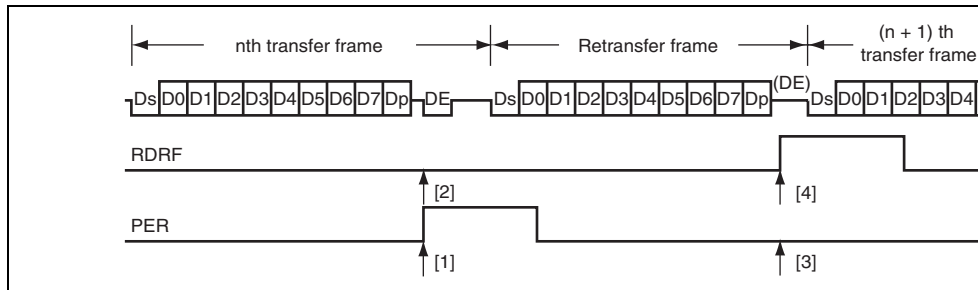 nth transfer frame
Retransfer frame
(n + 1) th
transfer frame
Ds D0 D1 D2 D3 D4 D5 D6 D7 Dp DE Ds D0 D1 D2 D3 D4 D5 D6 D7 Dp (DE) Ds D0 D1 D2 D3 D4
RDRF
[2] [4]
PER
[1] [3]